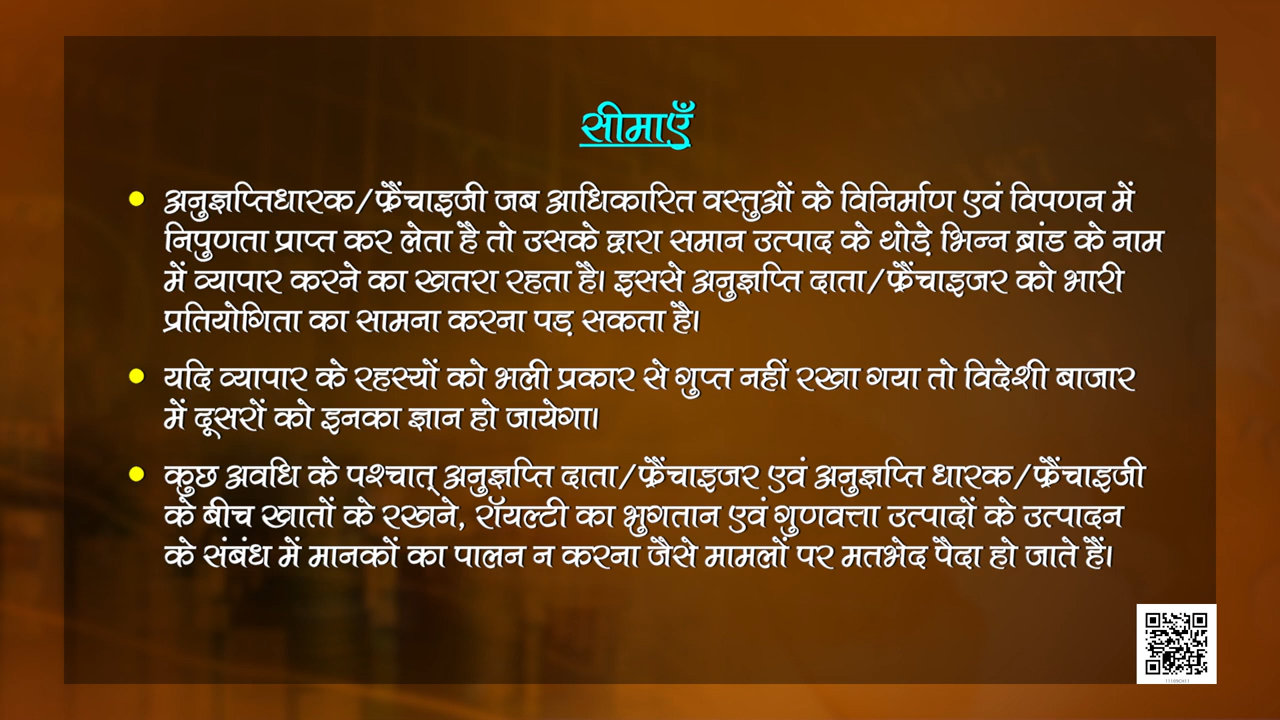 सीमाएँ
अनुज्ञप्तिधारक/फ्रैंचाइजी जब आधिकारित वस्तुओं के विनिर्माण एवं विपणन में
निपुणता प्राप्त कर लेता है तो उसके द्वारा समान उत्पाद के थोड़े भिन्न ब्रांड के नाम
में व्यापार करने का खतरा रहता है। इससे अनुज्ञप्ति दाता/फ्रैंचाइजर को भारी
प्रतियोगिता का सामना करना पड़ सकता है।
यदि व्यापार के रहस्यों को भली प्रकार से गुप्त नहीं रखा गया तो विदेशी बाजार
में दूसरों को इनका ज्ञान हो जायेगा।
कुछ अवधि के पश्चात् अनुज्ञप्ति दाता/फ्रैंचाइजर एवं अनुज्ञप्ति धारक/फ्रैंचाइजी
के बीच खातों के रखने, रॉयल्टी का भुगतान एवं गुणवत्ता उत्पादों के उत्पादन
के संबंध में मानकों का पालन न करना जैसे मामलों पर मतभेद पैदा हो जाते हैं।